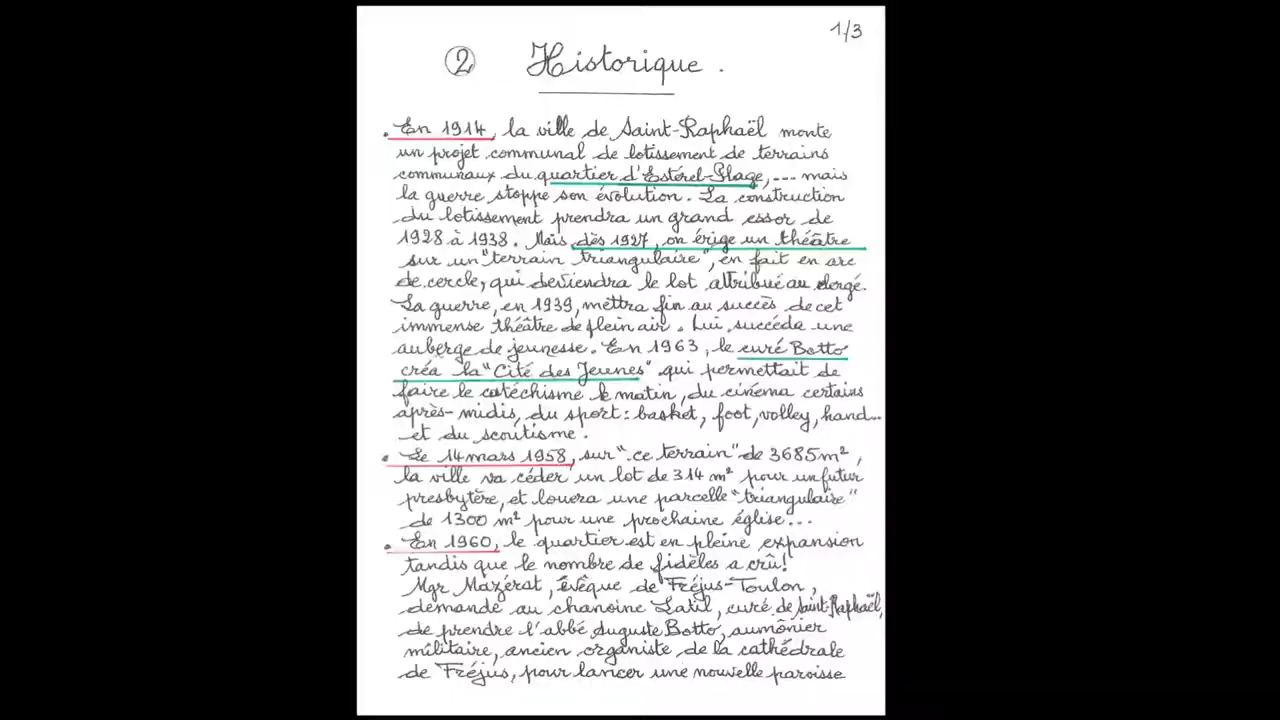 1/3
2 Historique.
. En 1914, la ville de Saint-Raphaël monte
un projet communal de lotissement de terrains
communaux du quartier d'Estérel-Plage, --- mais
la guerre stoppe son évolution. La construction
du lotissement prendra un grand essor de
1928 à 1938. Mais dès 1927, on érige un théâtre
sur un "terrain triangulaire", en fait en arc
de cercle, qui deviendra le lot attribué au clergé.
La guerre, en 1939, mettra fin au succès de cet
immense théâtre de plein air. Lui succéda une
auberge de jeunesse. En 1963, le curé Botto
créa la "Cité des Jeunes" qui permettait de
faire le catéchisme le matin, du cinéma certains
après-midis, du sport : basket, foot, volley, hand...
et du scoutisme.
. Le 14 mars 1958, sur "ce terrain" de 3685 m²,
la ville va céder un lot de 314 m² pour un futur
presbytère, et louera une parcelle "triangulaire"
de 1300 m² pour une prochaine église...
. En 1960, le quartier est en pleine expansion
tandis que le nombre de fidèles a crû!
Mgr Mazérat, évêque de Fréjus-Toulon,
demande au chanoine Latil, curé de Saint-Raphaël,
de prendre l'abbé Auguste Botto, aumônier
militaire, ancien organiste de la cathédrale
de Fréjus, pour lancer une nouvelle paroisse